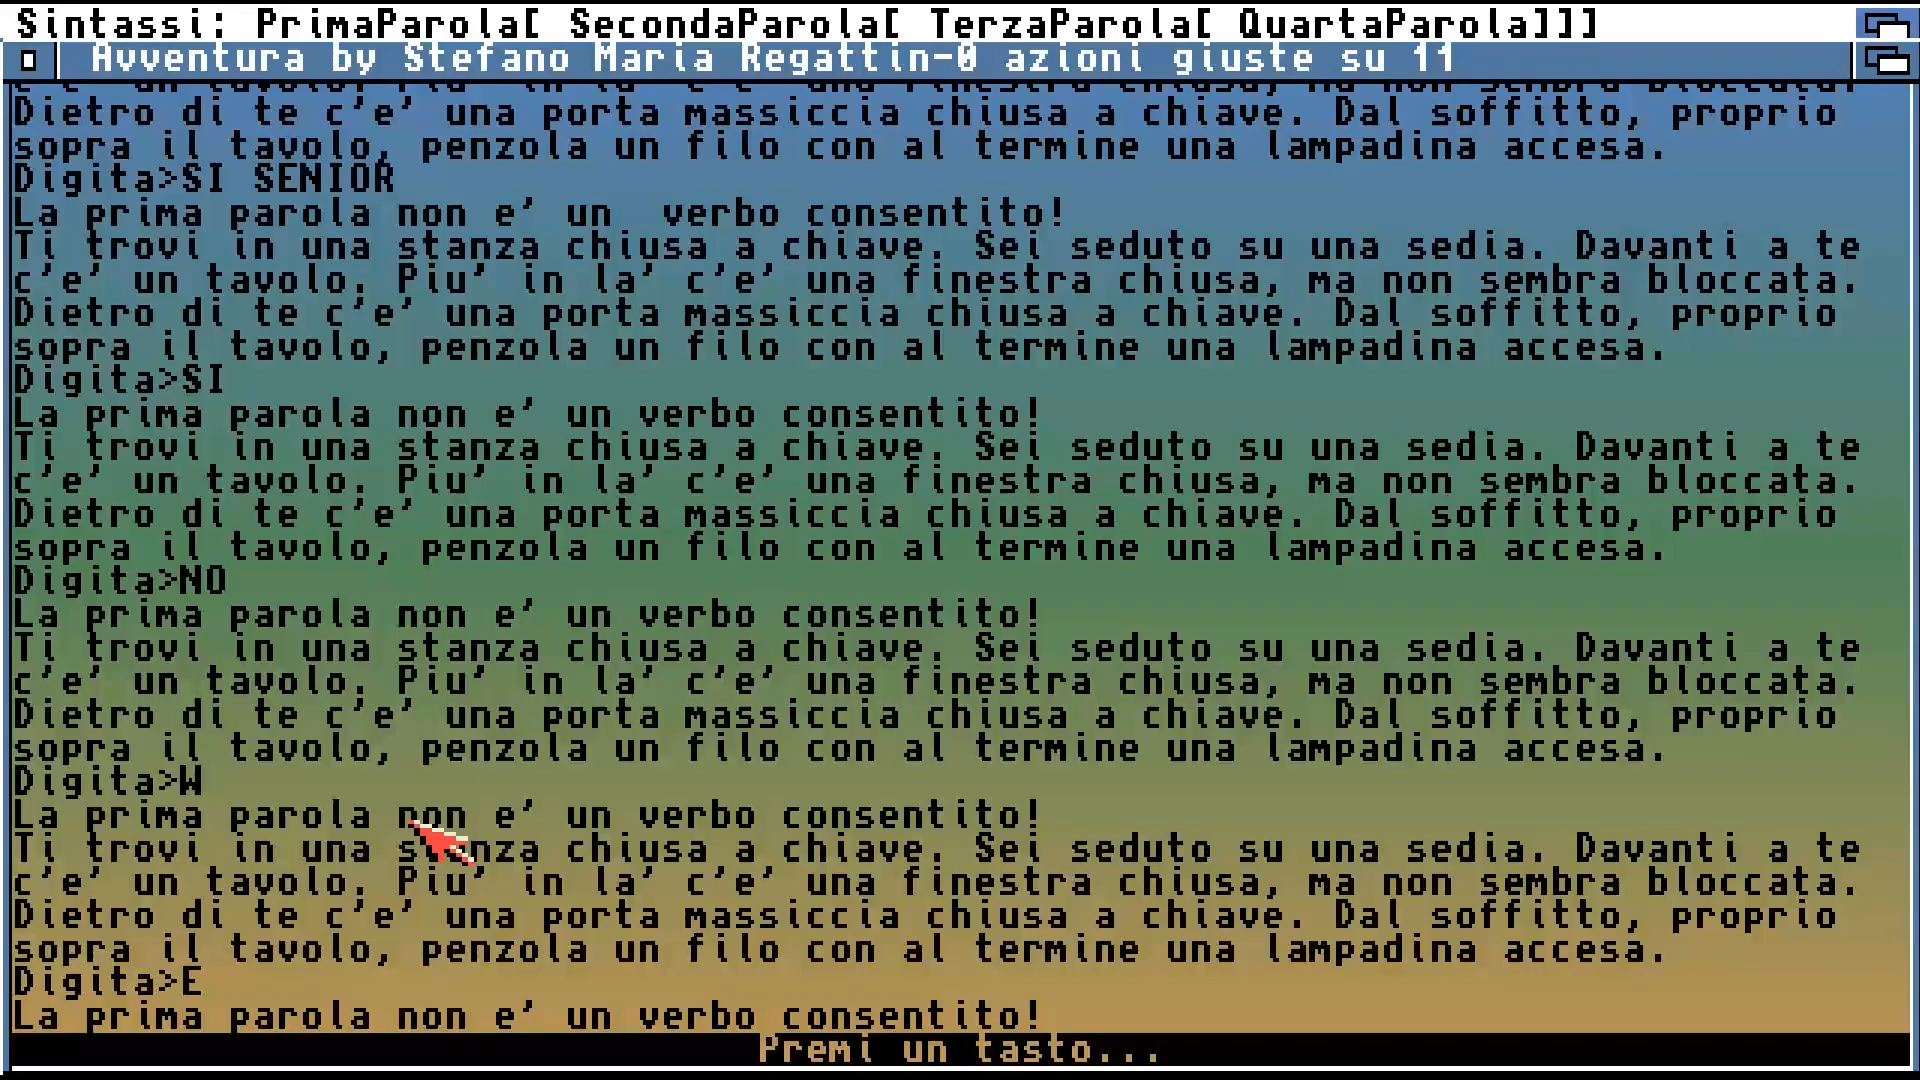 Sintassi: PrimaParola[ SecondaParola[ TerzaParola[ QuartaParola]]]
Avventura by Stefano Maria Regattin-0 azioni giuste su 11
c'e' un tavolo. Piu' in la' c'e' una finestra chiusa, ma non sembra bloccata.
Dietro di te c'e' una porta massiccia chiusa a chiave. Dal soffitto, proprio
sopra il tavolo, penzola un filo con al termine una lampadina accesa.
Digita>SI SENIOR
La prima parola non e' un  verbo consentito!
Ti trovi in una stanza chiusa a chiave. Sei seduto su una sedia. Davanti a te
c'e' un tavolo. Piu' in la' c'e' una finestra chiusa, ma non sembra bloccata.
Dietro di te c'e' una porta massiccia chiusa a chiave. Dal soffitto, proprio
sopra il tavolo, penzola un filo con al termine una lampadina accesa.
Digita>SI
La prima parola non e' un verbo consentito!
Ti trovi in una stanza chiusa a chiave. Sei seduto su una sedia. Davanti a te
c'e' un tavolo. Piu' in la' c'e' una finestra chiusa, ma non sembra bloccata.
Dietro di te c'e' una porta massiccia chiusa a chiave. Dal soffitto, proprio
sopra il tavolo, penzola un filo con al termine una lampadina accesa.
Digita>NO
La prima parola non e' un verbo consentito!
Ti trovi in una stanza chiusa a chiave. Sei seduto su una sedia. Davanti a te
c'e' un tavolo. Piu' in la' c'e' una finestra chiusa, ma non sembra bloccata.
Dietro di te c'e' una porta massiccia chiusa a chiave. Dal soffitto, proprio
sopra il tavolo, penzola un filo con al termine una lampadina accesa.
Digita>W
La prima parola non e' un verbo consentito!
Ti trovi in una stanza chiusa a chiave. Sei seduto su una sedia. Davanti a te
c'e' un tavolo. Piu' in la' c'e' una finestra chiusa, ma non sembra bloccata.
Dietro di te c'e' una porta massiccia chiusa a chiave. Dal soffitto, proprio
sopra il tavolo, penzola un filo con al termine una lampadina accesa.
Digita>E
La prima parola non e' un verbo consentito!
Premi un tasto...